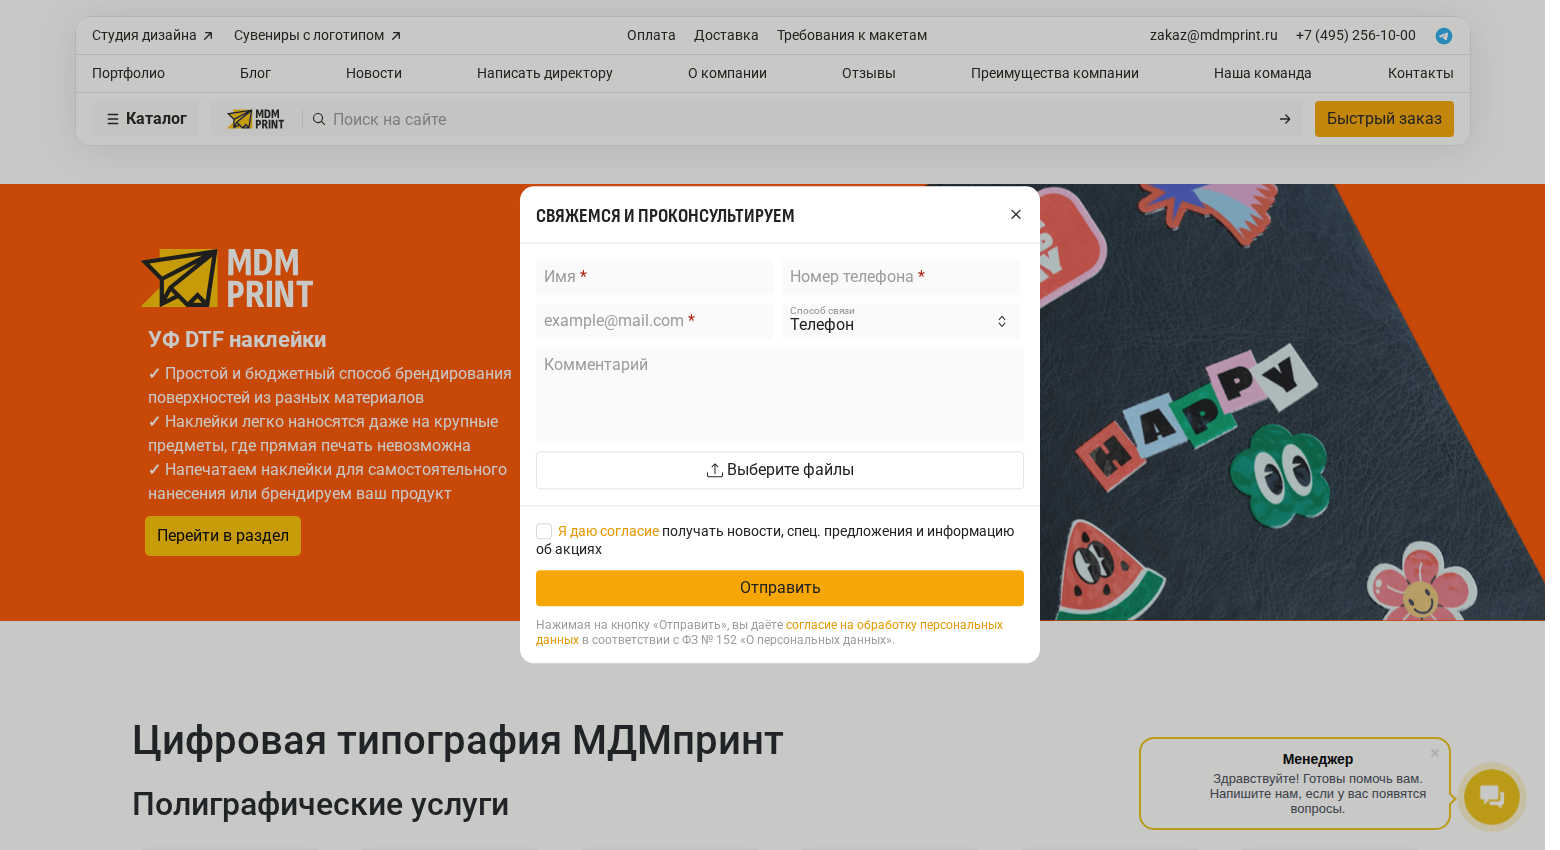 Студия дизайна
Сувениры с логотипом
Оплата
Доставка
Требования к макетам
zakaz@mdmprint.ru
+7 (495) 256-10-00
Портфолио
Блог
Новости
Написать директору
О компании
Отзывы
Преимущества компании
Наша команда
Контакты
Каталог
MDM
PRINT
Поиск на сайте
Быстрый заказ
MDM
PRINT
УФ DTF наклейки
✓ Простой и бюджетный способ брендирования
поверхностей из разных материалов
✓ Наклейки легко наносятся даже на крупные
предметы, где прямая печать невозможна
✓ Напечатаем наклейки для самостоятельного
нанесения или брендируем ваш продукт
Перейти в раздел
HAPPY
СВЯЖЕМСЯ И ПРОКОНСУЛЬТИРУЕМ
Имя *
Номер телефона *
example@mail.com *
Способ связи
Телефон
Комментарий
Выберите файлы
Я даю согласие получать новости, спец. предложения и информацию
об акциях
Отправить
Нажимая на кнопку «Отправить», вы даёте согласие на обработку персональных
данных в соответствии с ФЗ № 152 «О персональных данных».
Цифровая типография МДМпринт
Полиграфические услуги
Менеджер
Здравствуйте! Готовы помочь вам.
Напишите нам, если у вас появятся
вопросы.